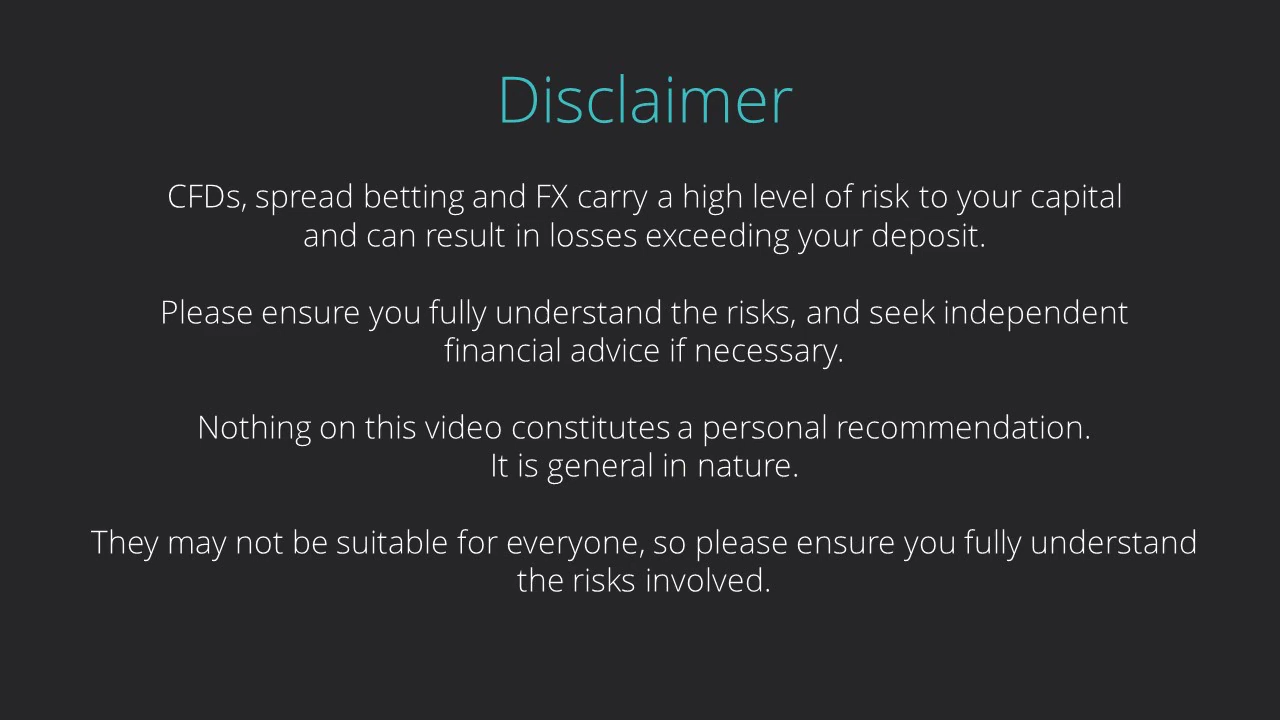 Disclaimer
CFDs, spread betting and FX carry a high level of risk to your capital
and can result in losses exceeding your deposit.
Please ensure you fully understand the risks, and seek independent
financial advice if necessary.
Nothing on this video constitutes a personal recommendation.
It is general in nature.
They may not be suitable for everyone, so please ensure you fully understand
the risks involved.